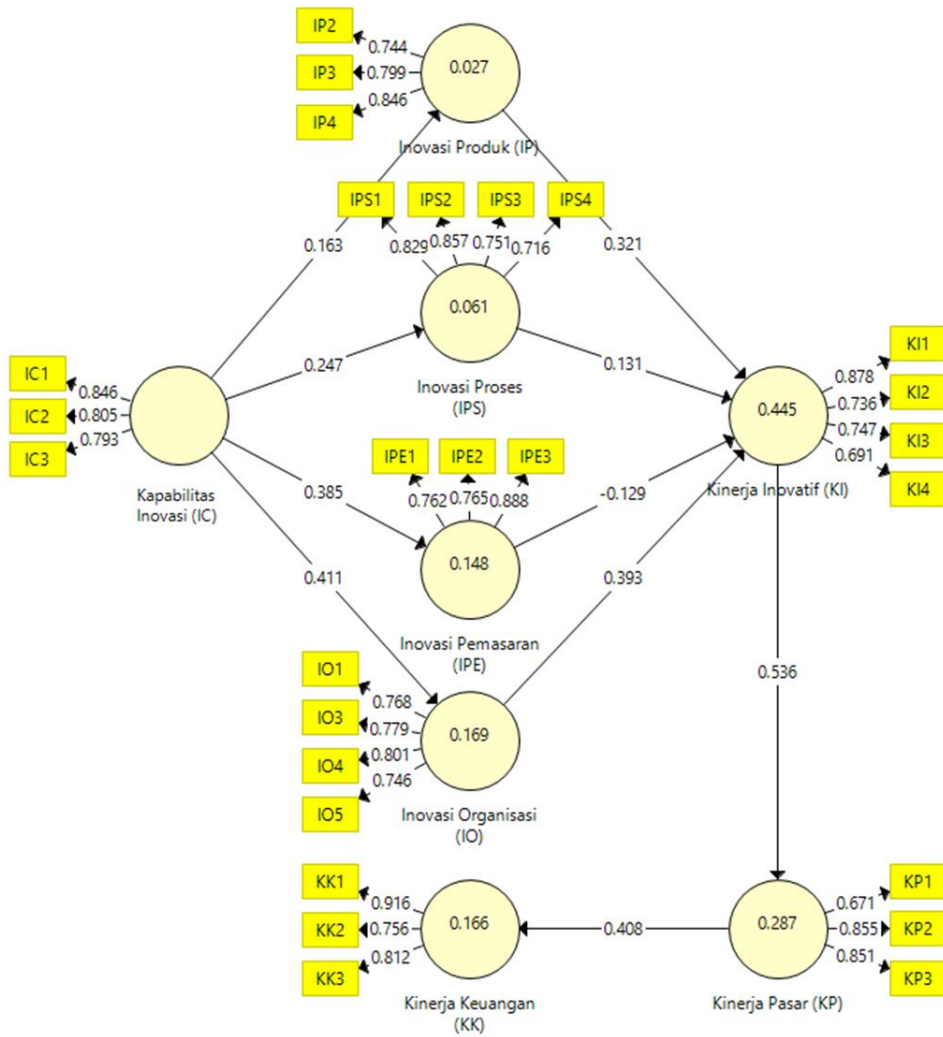 IP2
0.744
0.027
IP3
0.799
0.846
IP4
Inovasi Produk (IP)
IPS1
IPS2
IPS3
IPS4
0.163
0.829
0.857
0.751
0.716
0.321
0.061
0.247
0.131
Inovasi Proses
(IPS)
IC1
0.846
IC2
0.805
IC3
0.793
Kapabilitas
Inovasi (IC)
0.445
KI1
0.878
KI2
0.736
KI3
0.747
KI4
0.691
Kinerja Inovatif (KI)
IPE1
IPE2
IPE3
0.385
0.762
0.765
0.888
-0.129
0.148
0.411
0.393
Inovasi Pemasaran
(IPE)
IO1
0.768
IO3
0.779
IO4
0.801
IO5
0.746
0.169
Inovasi Organisasi
(IO)
0.536
KK1
0.916
KK2
0.756
KK3
0.812
0.166
0.408
0.287
KP1
0.671
KP2
0.855
KP3
0.851
Kinerja Keuangan
(KK)
Kinerja Pasar (KP)